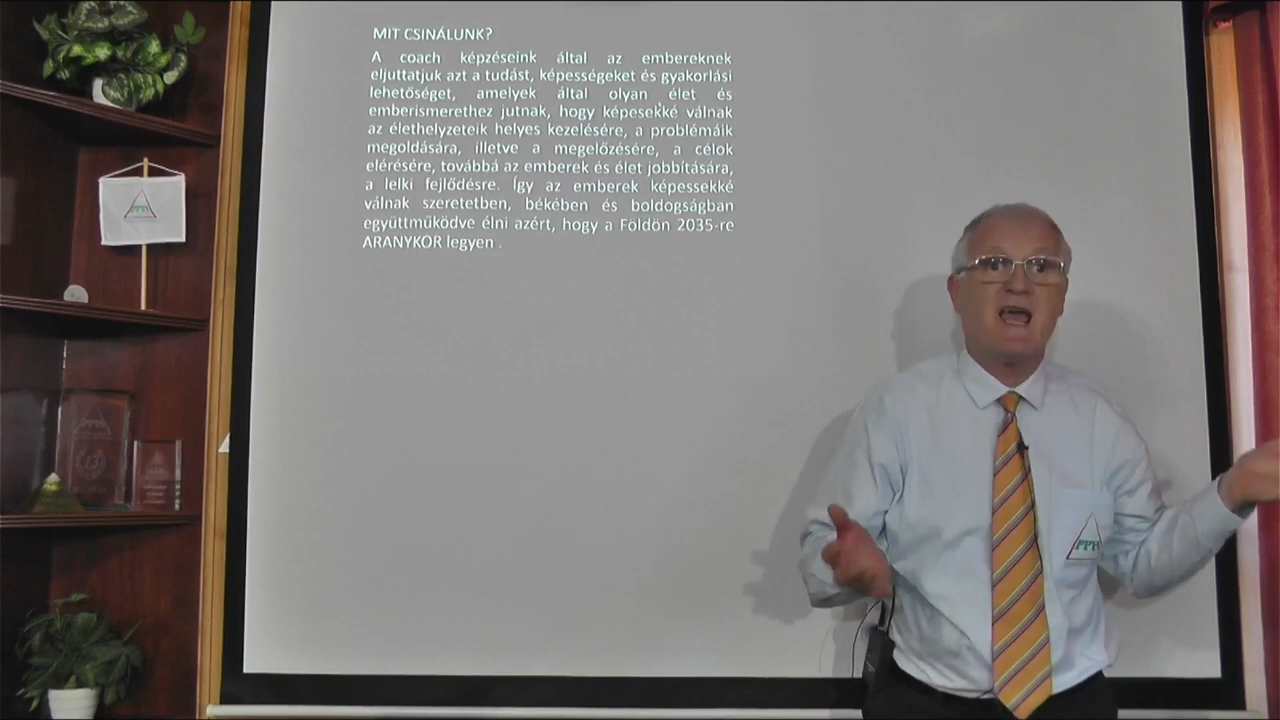 MIT CSINÁLUNK?
A coach képzéseink által az embereknek
eljuttatjuk azt a tudást, képességeket és gyakorlási
lehetőséget, amelyek által olyan élet és
emberismerethez jutnak, hogy képesekké válnak
az élethelyzeteik helyes kezelésére, a problémáik
megoldására, illetve a megelőzésére, a célok
elérésére, továbbá az emberek és élet jobbítására,
a lelki fejlődésre. Így az emberek képessekké
válnak szeretetben, békében és boldogságban
együttműködve élni azért, hogy a Földön 2035-re
ARANYKOR legyen .
13